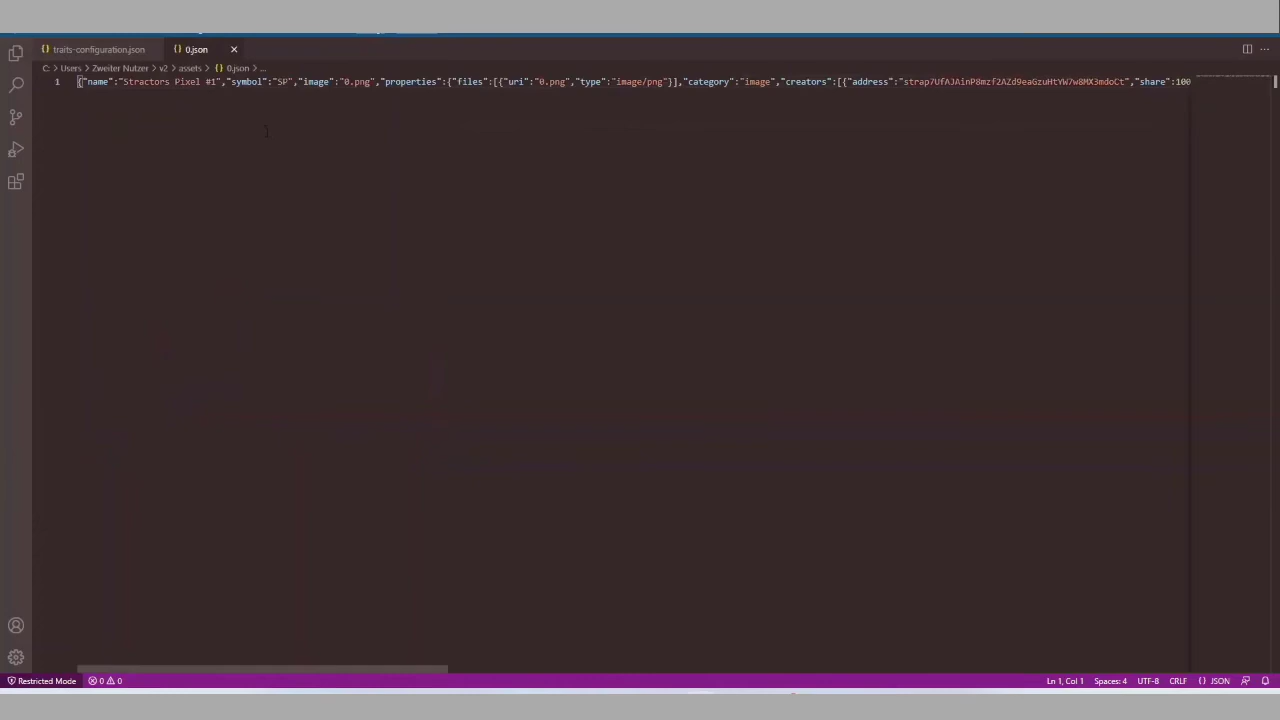 traits-configuration.json
0.json
C: > Users > Zweiter Nutzer > v2 > assets > {} 0.json > ...
1 {"name":"Stractors Pixel #1","symbol":"SP","image":"0.png","properties":{"files":[{"uri":"0.png","type":"image/png"}],"category":"image","creators":[{"address":"strap7UfAJAinP8mzf2AZd9eaGzuHtYW7w8MX3mdoCt","share":100
Restricted Mode 0 0 Ln 1, Col 1 Spaces: 4 UTF-8 CRLF {} JSON